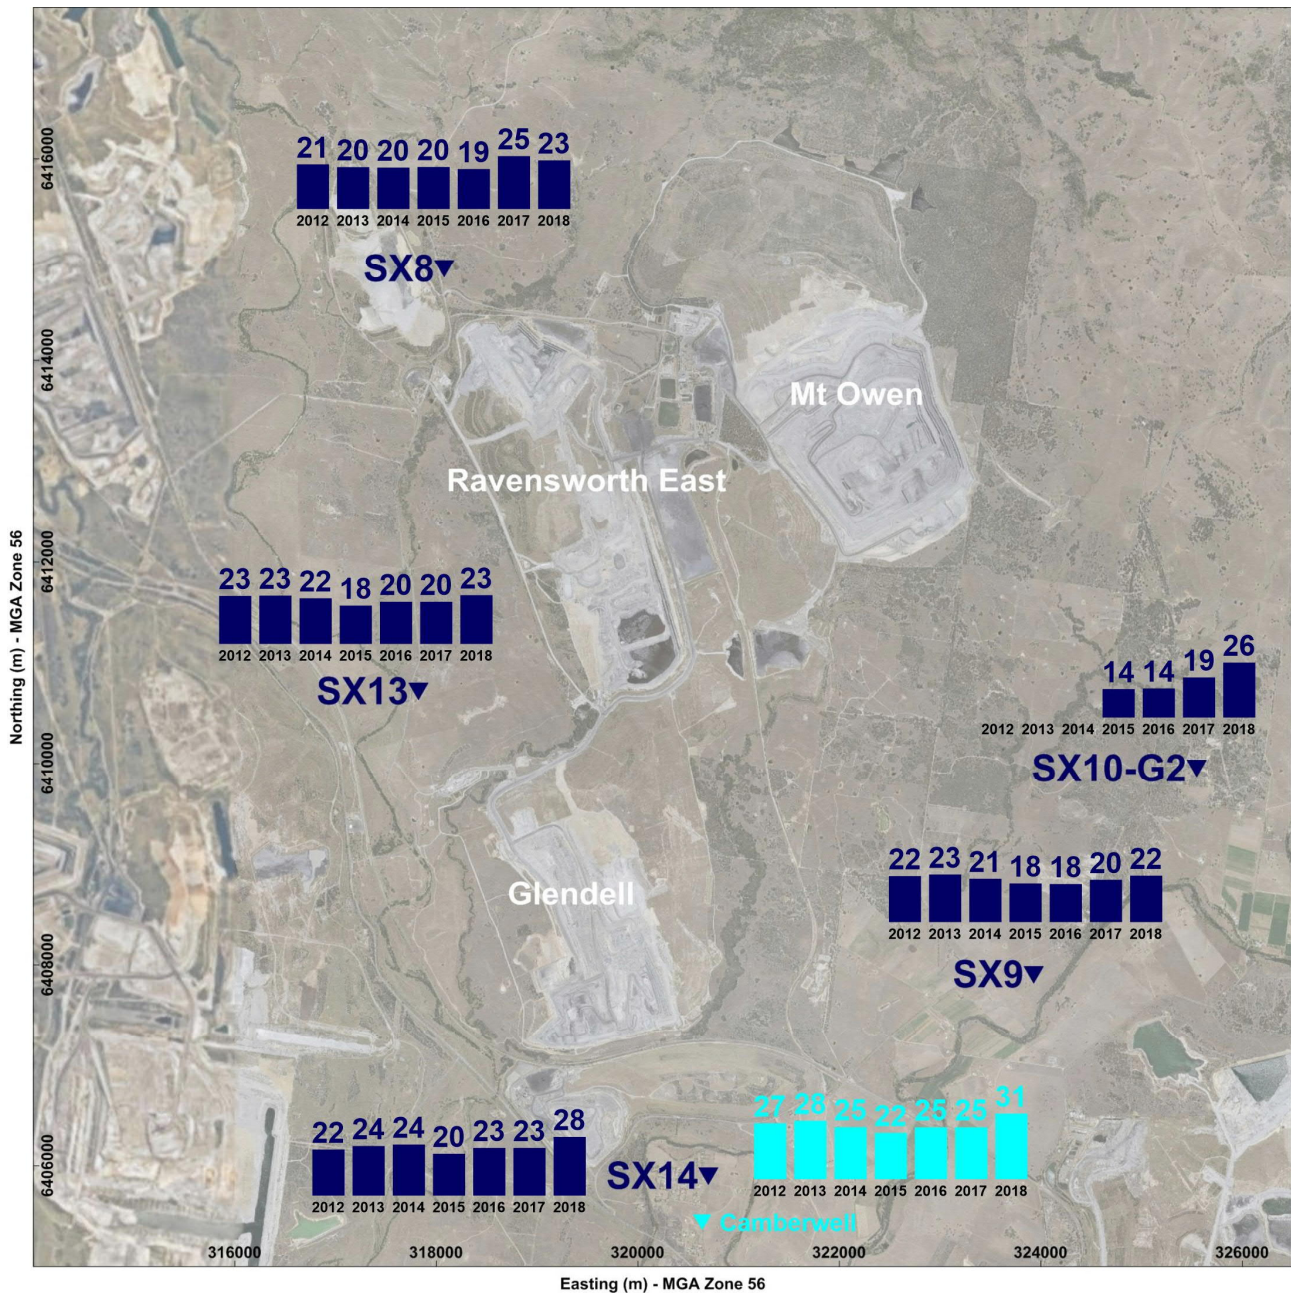 6416000
21 20 20 20 19 25 23
2012 2013 2014 2015 2016 2017 2018
SX8
6414000
Mt Owen
Ravensworth East
Northing (m) - MGA Zone 56
6412000
23 23 22 18 20 20 23
2012 2013 2014 2015 2016 2017 2018
SX13
14 14 19 26
2012 2013 2014 2015 2016 2017 2018
SX10-G2
6410000
Glendell
22 23 21 18 18 20 22
2012 2013 2014 2015 2016 2017 2018
SX9
6408000
22 24 24 20 23 23 28
2012 2013 2014 2015 2016 2017 2018
SX14
27 28 25 22 25 25 31
2012 2013 2014 2015 2016 2017 2018
Camberwell
6406000
316000 318000 320000 322000 324000 326000
Easting (m) - MGA Zone 56